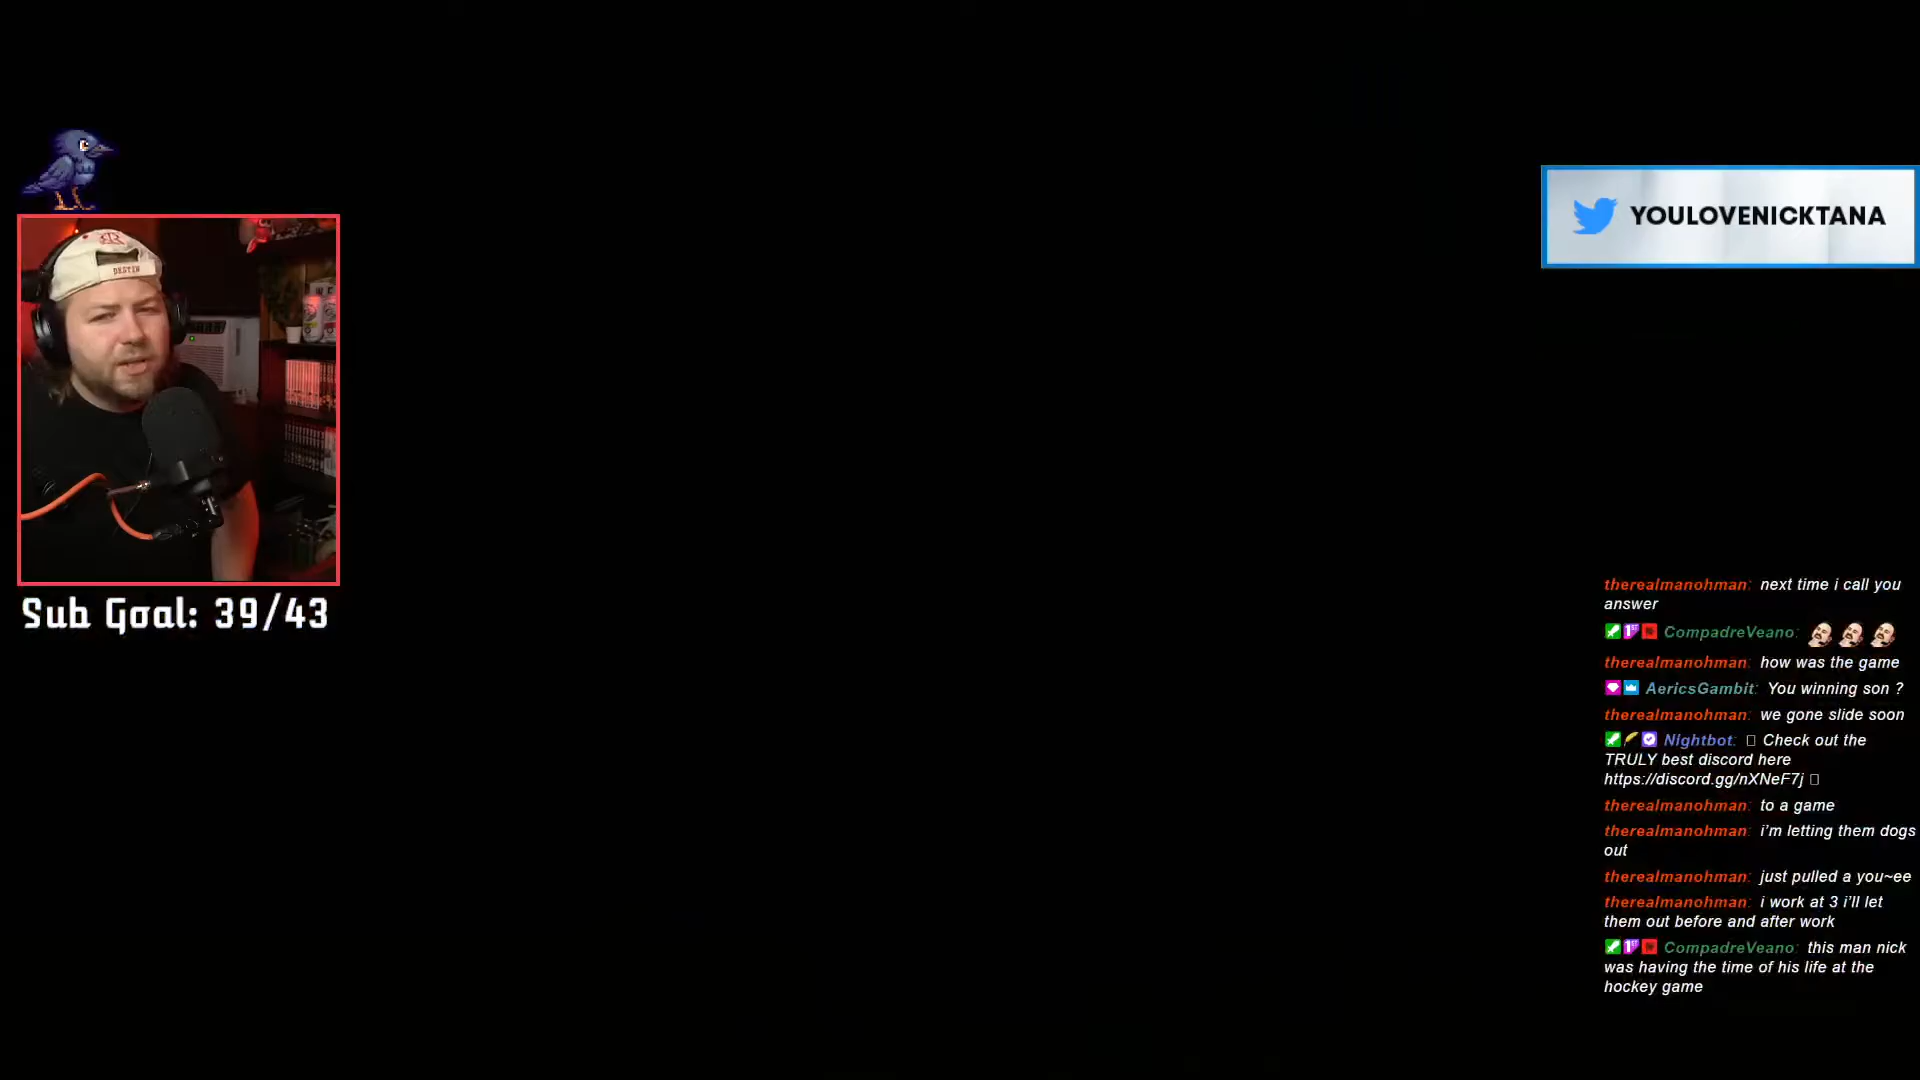 DESTIN
YOULOVENICKTANA
Sub Goal: 39/43
therealmanohman: next time i call you
answer
CompadreVeano:
therealmanohman: how was the game
AericsGambit: You winning son ?
therealmanohman: we gone slide soon
Nightbot: Check out the
TRULY best discord here
https://discord.gg/nXNeF7j
therealmanohman: to a game
therealmanohman: i'm letting them dogs
out
therealmanohman: just pulled a you~ee
therealmanohman: i work at 3 i'll let
them out before and after work
CompadreVeano: this man nick
was having the time of his life at the
hockey game